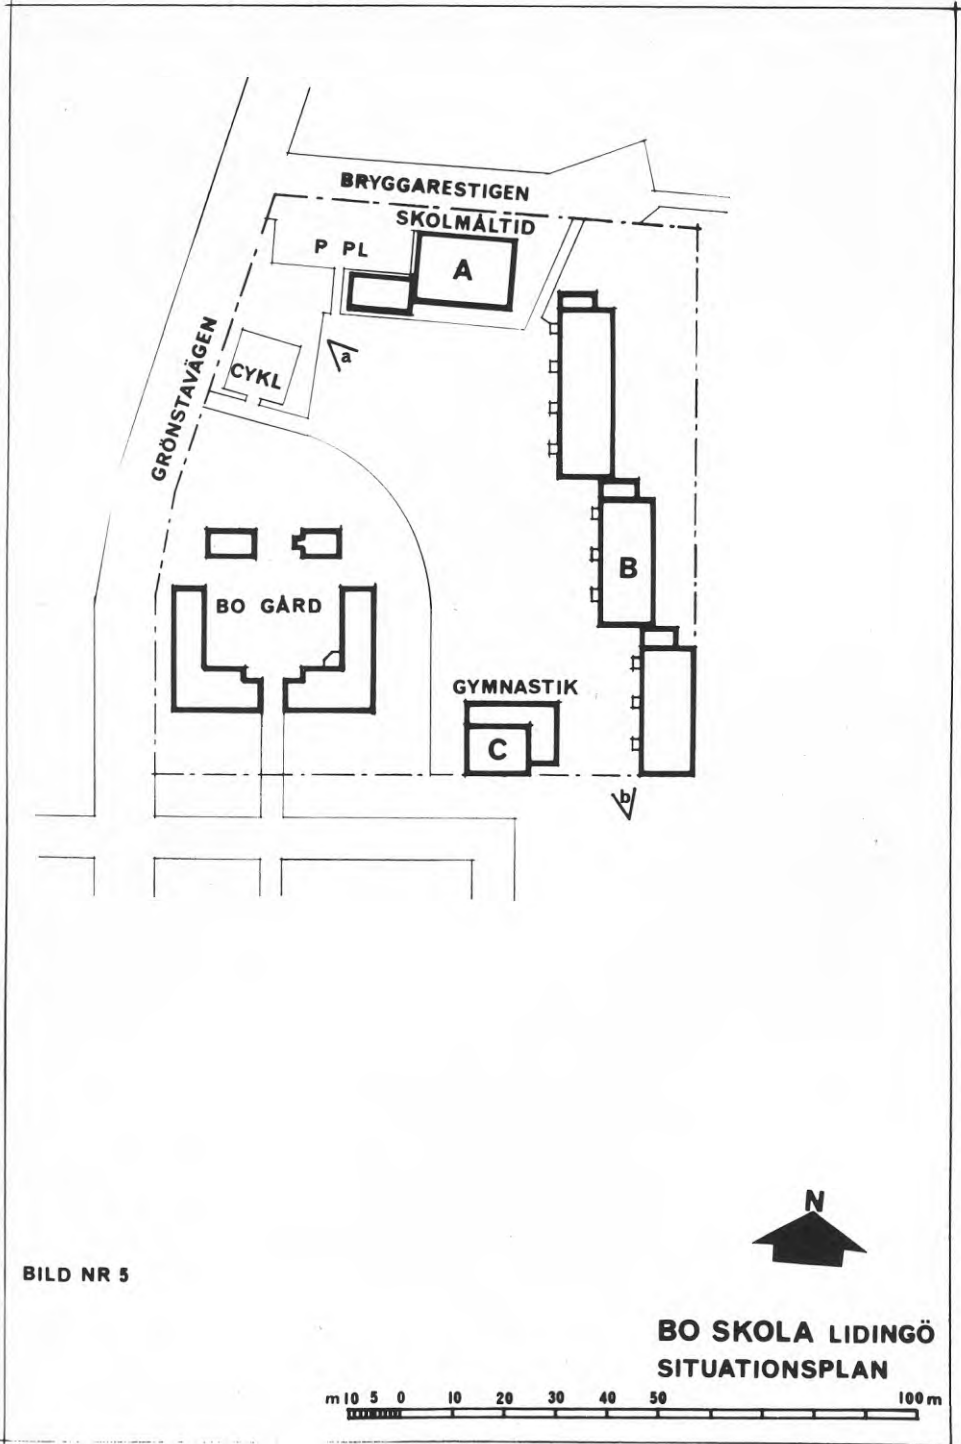 BRYGGARESTIGEN
SKOLMÅLTID
P PL
A
GRÖNSTAVÄGEN
a
CYKL
B
BO GÅRD
GYMNASTIK
C
b
N
BILD NR 5
BO SKOLA LIDINGÖ
SITUATIONSPLAN
m 10 5 0 10 20 30 40 50 100 m